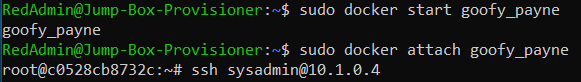 RedAdmin@Jump-Box-Provisioner:~$ sudo docker start goofy_payne
goofy_payne
RedAdmin@Jump-Box-Provisioner:~$ sudo docker attach goofy_payne
root@c0528cb8732c:~# ssh sysadmin@10.1.0.4